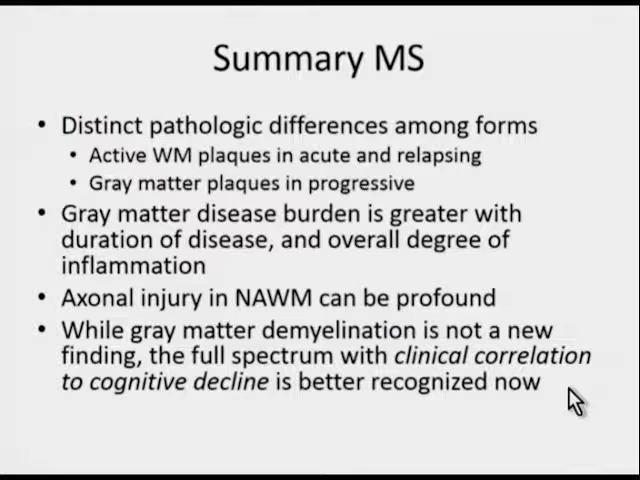 Summary MS
• Distinct pathologic differences among forms
• Active WM plaques in acute and relapsing
• Gray matter plaques in progressive
• Gray matter disease burden is greater with
duration of disease, and overall degree of
inflammation
• Axonal injury in NAWM can be profound
• While gray matter demyelination is not a new
finding, the full spectrum with clinical correlation
to cognitive decline is better recognized now